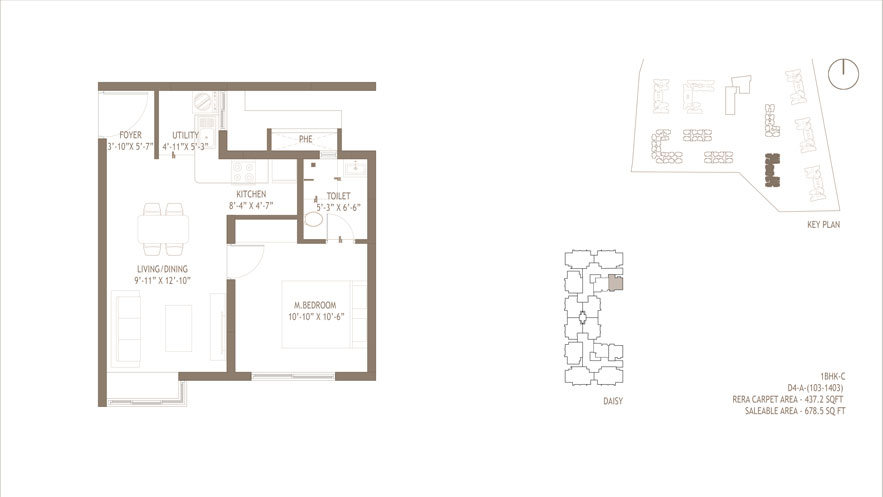 FOYER
3'-10"X 5'-7"
UTILITY
4'-11"X 5'-3"
PHE
KITCHEN
8'-4" X 4'-7"
TOILET
5'-3" X 6'-6"
LIVING/DINING
9'-11" X 12'-10"
M.BEDROOM
10'-10" X 10'-6"
KEY PLAN
DAISY
1BHK-C
D4-A-(103-1403)
RERA CARPET AREA - 437.2 SQFT
SALEABLE AREA - 678.5 SQ FT